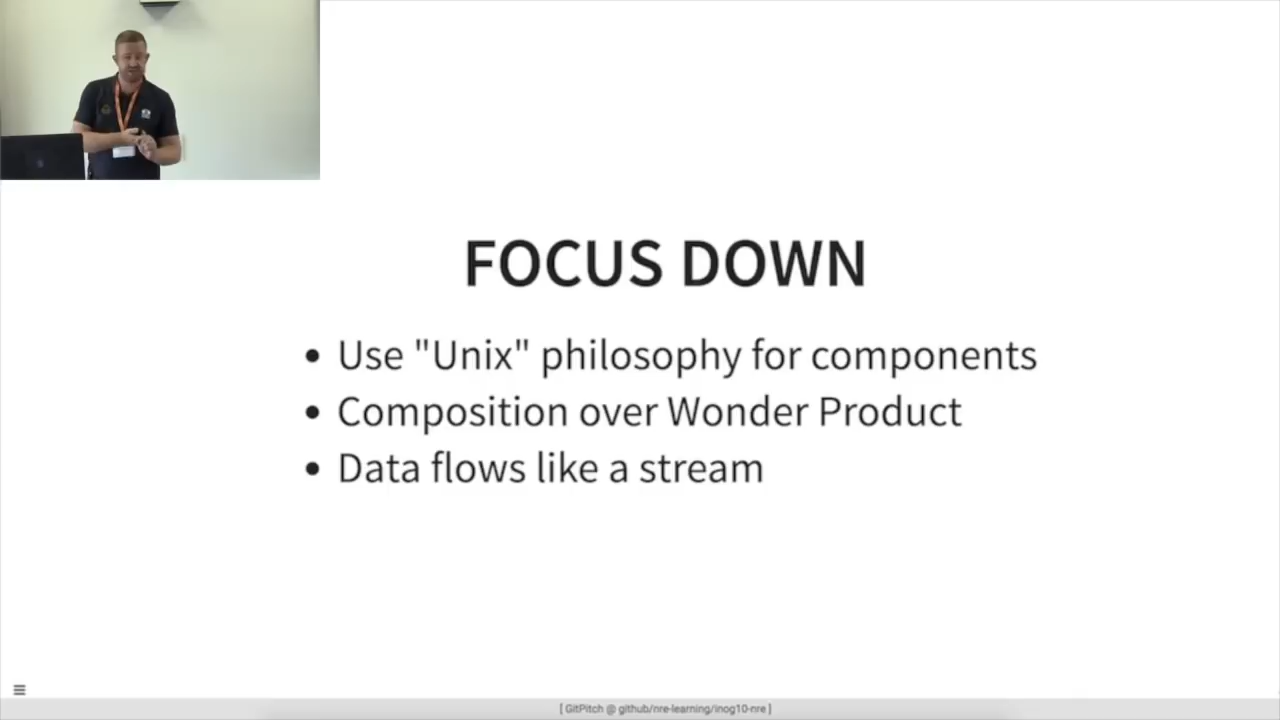 FOCUS DOWN
• Use "Unix" philosophy for components
• Composition over Wonder Product
• Data flows like a stream
[ GitPitch @ github/nre-learning/inog10-nre ]